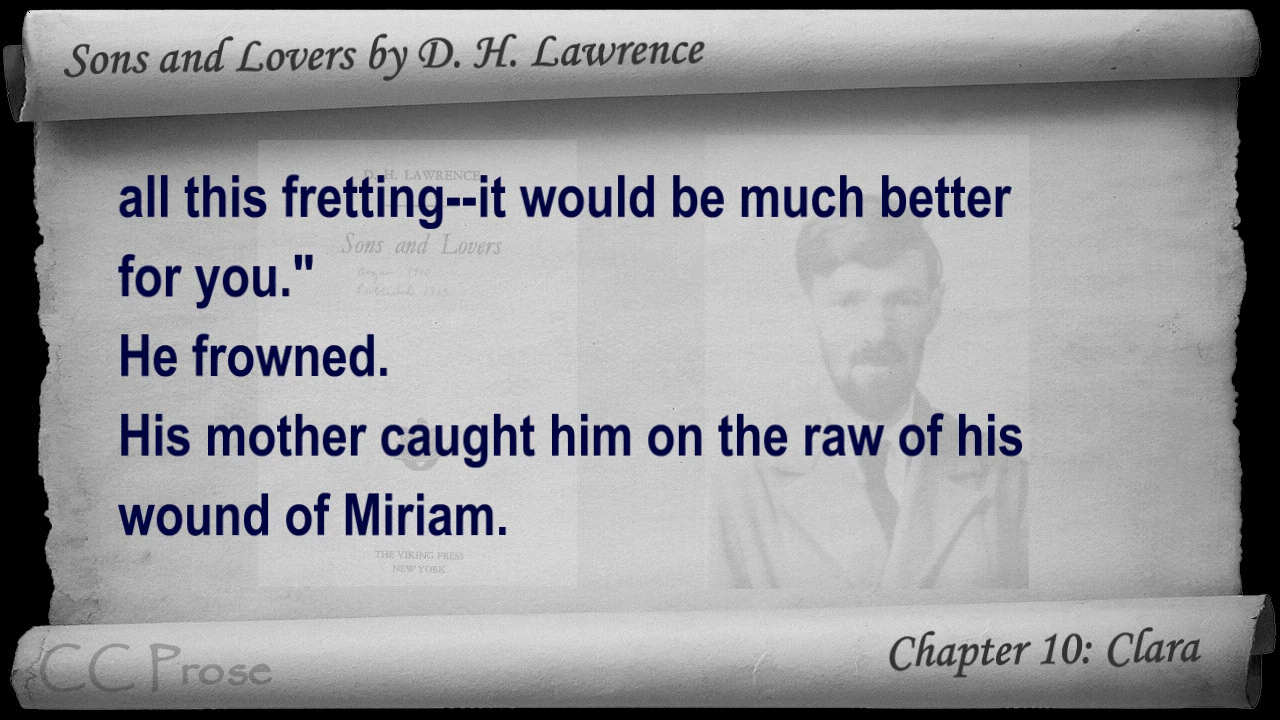 Sons and Lovers by D. H. Lawrence
D. H. LAWRENCE
all this fretting--it would be much better
Sons and Lovers
for you."
He frowned.
His mother caught him on the raw of his
wound of Miriam.
THE VIKING PRESS
NEW YORK
CC Prose
Chapter 10: Clara